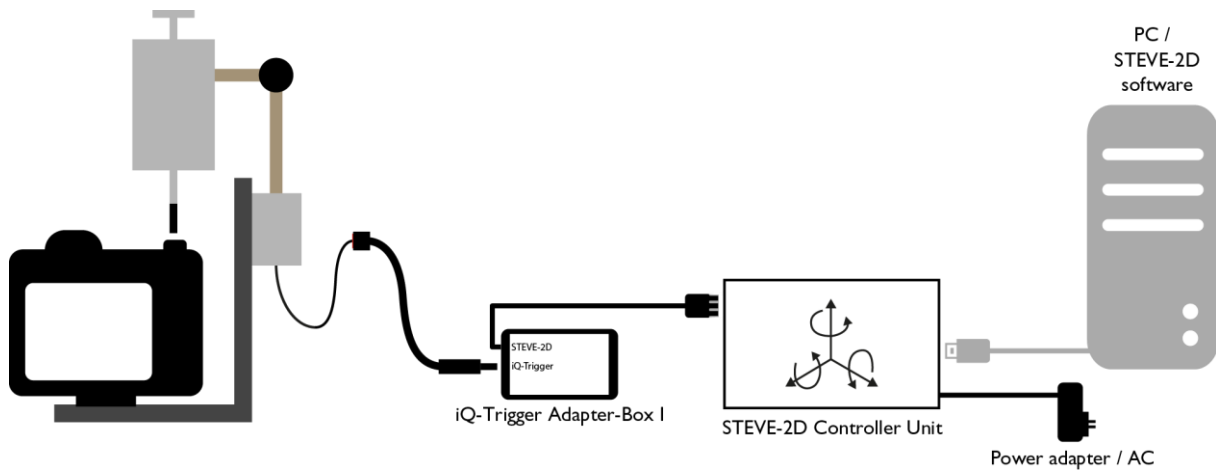 PC /
STEVE-2D
software
STEVE-2D
iQ-Trigger
iQ-Trigger Adapter-Box I
STEVE-2D Controller Unit
Power adapter / AC